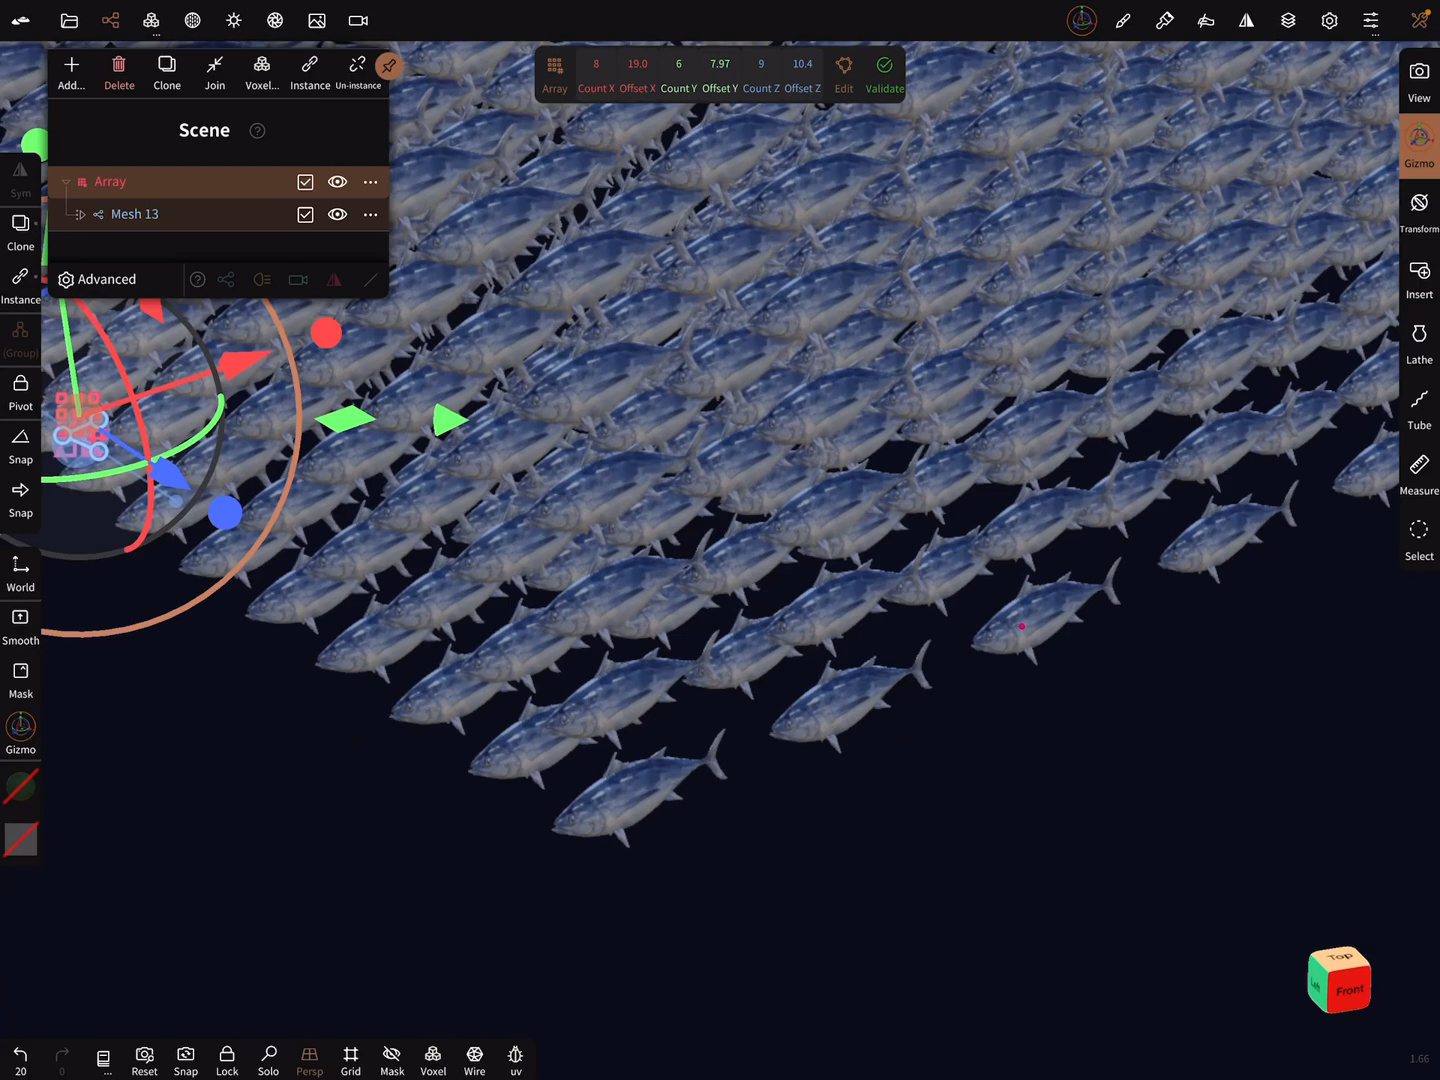 Add...
Delete
Clone
Join
Voxel...
Instance
Un-instance
Scene
Array
Mesh 13
Advanced
8 19.0 6 7.97 9 10.4
Array Count X Offset X Count Y Offset Y Count Z Offset Z Edit Validate
Sym
Clone
Instance
(Group)
Pivot
Snap
Snap
World
Smooth
Mask
Gizmo
View
Gizmo
Transform
Insert
Lathe
Tube
Measure
Select
Top
Left
Front
20 0 ... Reset Snap Lock Solo Persp Grid Mask Voxel Wire uv
1.66